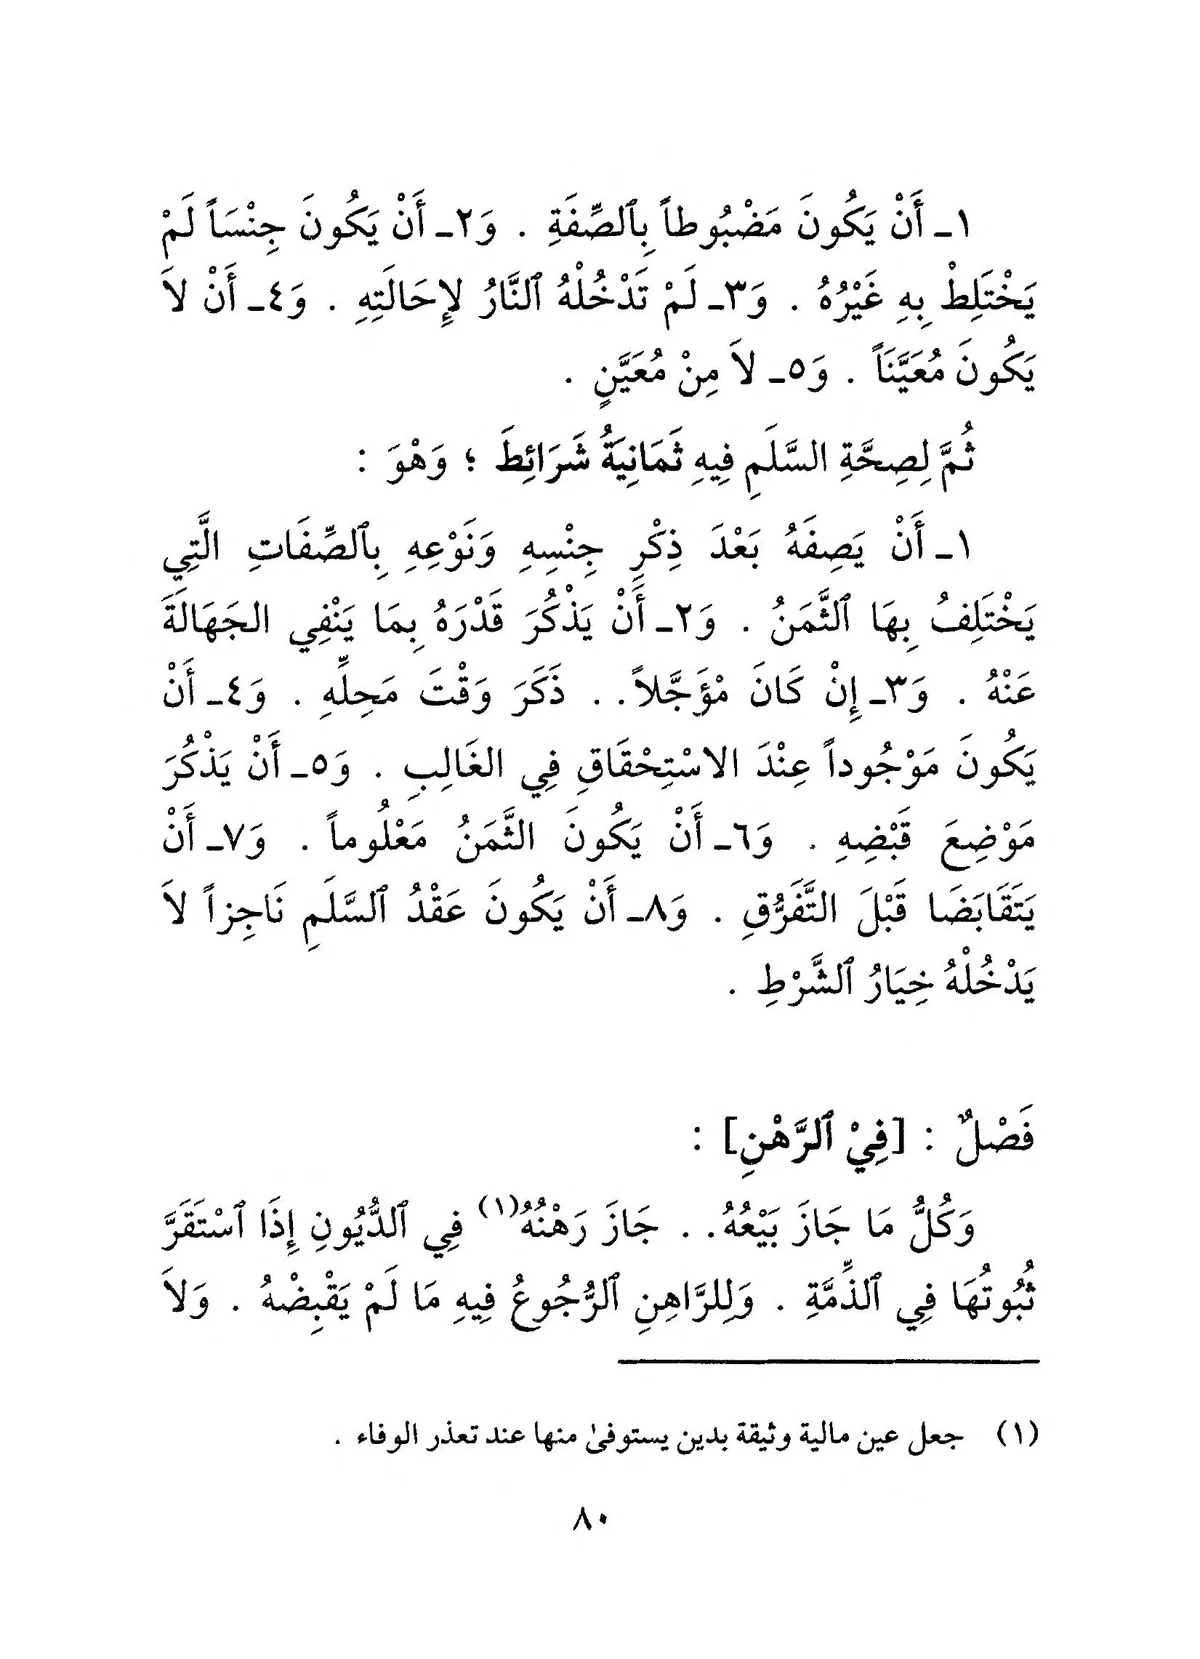 ١ـ أَنْ يَكُونَ مَضْبُوطاً بِٱلصِّفَةِ . وَ٢ـ أَنْ يَكُونَ جِنْسَاً لَمْ
يَخْتَلِطْ بِهِ غَيْرُهُ . وَ٣ـ لَمْ تَدْخُلْهُ ٱلنَّارُ لإِحَالَتِهِ . وَ٤ـ أَنْ لاَ
يَكُونَ مُعَيَّنَاً . وَ٥ـ لاَ مِنْ مُعَيَّنٍ .
ثُمَّ لِصِحَّةِ السَّلَمِ فِيهِ ثَمَانِيَةُ شَرَائِطَ ؛ وَهْوَ :
١ـ أَنْ يَصِفَهُ بَعْدَ ذِكْرِ جِنْسِهِ وَنَوْعِهِ بِٱلصِّفَاتِ الَّتِي
يَخْتَلِفُ بِهَا ٱلثَّمَنُ . وَ٢ـ أَنْ يَذْكُرَ قَدْرَهُ بِمَا يَنْفِي الجَهَالَةَ
عَنْهُ . وَ٣ـ إِنْ كَانَ مْؤَجَّلاً.. ذَكَرَ وَقْتَ مَحِلِّهِ . وَ٤ـ أَنْ
يَكُونَ مَوْجُوداً عِنْدَ الاسْتِحْقَاقِ فِي الغَالِبِ . وَ٥ـ أَنْ يَذْكُرَ
مَوْضِعَ قَبْضِهِ . وَ٦ـ أَنْ يَكُونَ الثَّمَنُ مَعْلُوماً . وَ٧ـ أَنْ
يَتَقَابَضَا قَبْلَ التَّفَرُّقِ . وَ٨ـ أَنْ يَكُونَ عَقْدُ ٱلسَّلَمِ نَاجِزاً لاَ
يَدْخُلْهُ خِيَارُ ٱلشَّرْطِ .
فَصْلٌ : [فِيْ ٱلرَّهْنِ] :
وَكُلُّ مَا جَازَ بَيْعُهُ.. جَازَ رَهْنُهُ(١) فِي ٱلدُّيُونِ إِذَا ٱسْتَقَرَّ
ثُبُوتُهَا فِي ٱلذِّمَّةِ . وَلِلرَّاهِنِ ٱلرُّجُوعُ فِيهِ مَا لَمْ يَقْبِضْهُ . وَلاَ
(١) جعل عين مالية وثيقة بدين يستوفىٰ منها عند تعذر الوفاء .
٨٠